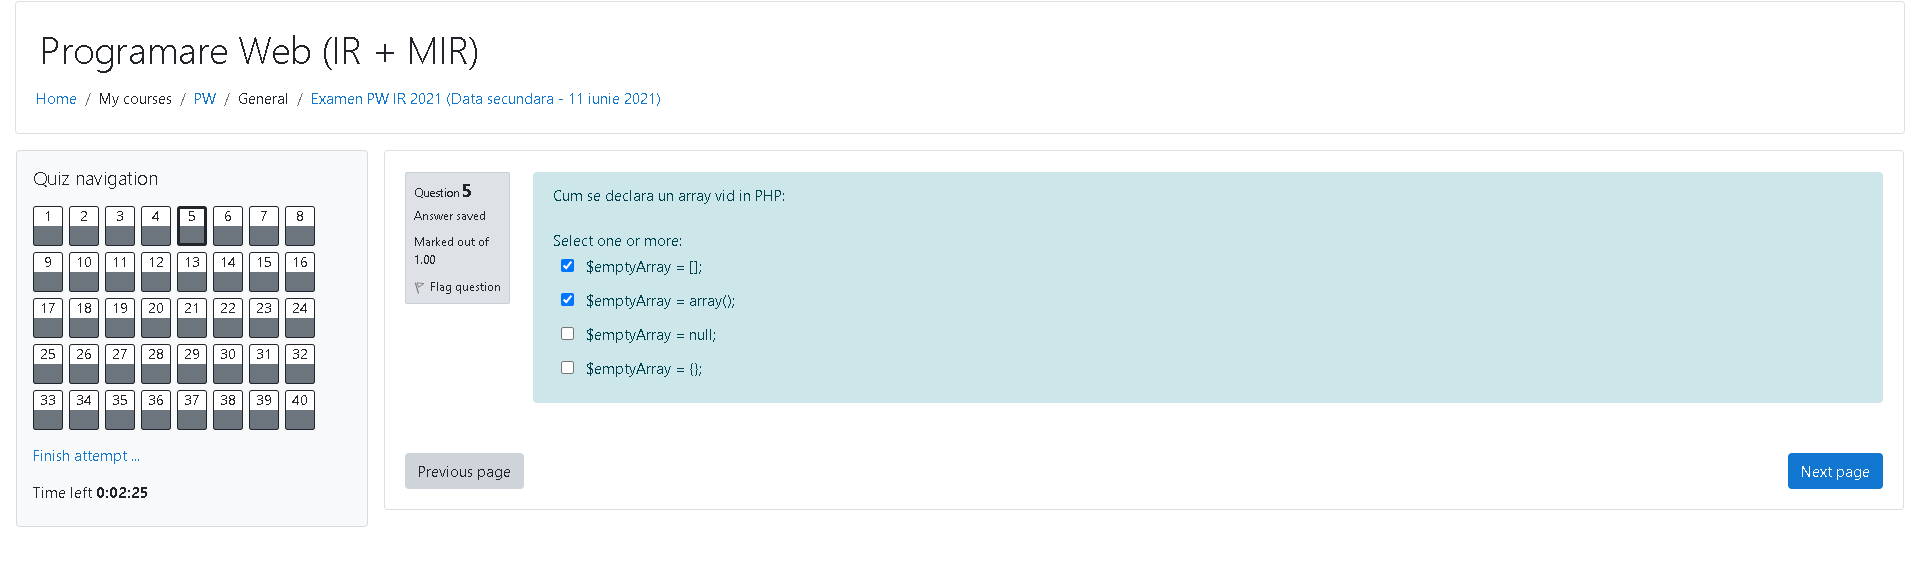 Programare Web (IR + MIR)
Home / My courses / PW / General / Examen PW IR 2021 (Data secundara - 11 iunie 2021)
Quiz navigation
1 2 3 4 5 6 7 8
9 10 11 12 13 14 15 16
17 18 19 20 21 22 23 24
25 26 27 28 29 30 31 32
33 34 35 36 37 38 39 40
Finish attempt ...
Time left 0:02:25
Question 5
Answer saved
Marked out of
1.00
Flag question
Cum se declara un array vid in PHP:
Select one or more:
$emptyArray = [];
$emptyArray = array();
$emptyArray = null;
$emptyArray = {};
Previous page
Next page